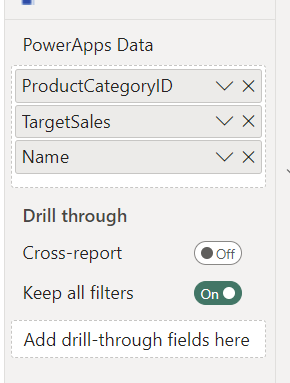 PowerApps Data
ProductCategoryID
TargetSales
Name
Drill through
Cross-report Off
Keep all filters On
Add drill-through fields here